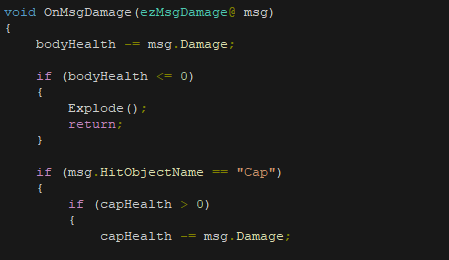 void OnMsgDamage(ezMsgDamage@ msg)
{
    bodyHealth -= msg.Damage;

    if (bodyHealth <= 0)
    {
        Explode();
        return;
    }

    if (msg.HitObjectName == "Cap")
    {
        if (capHealth > 0)
        {
            capHealth -= msg.Damage;